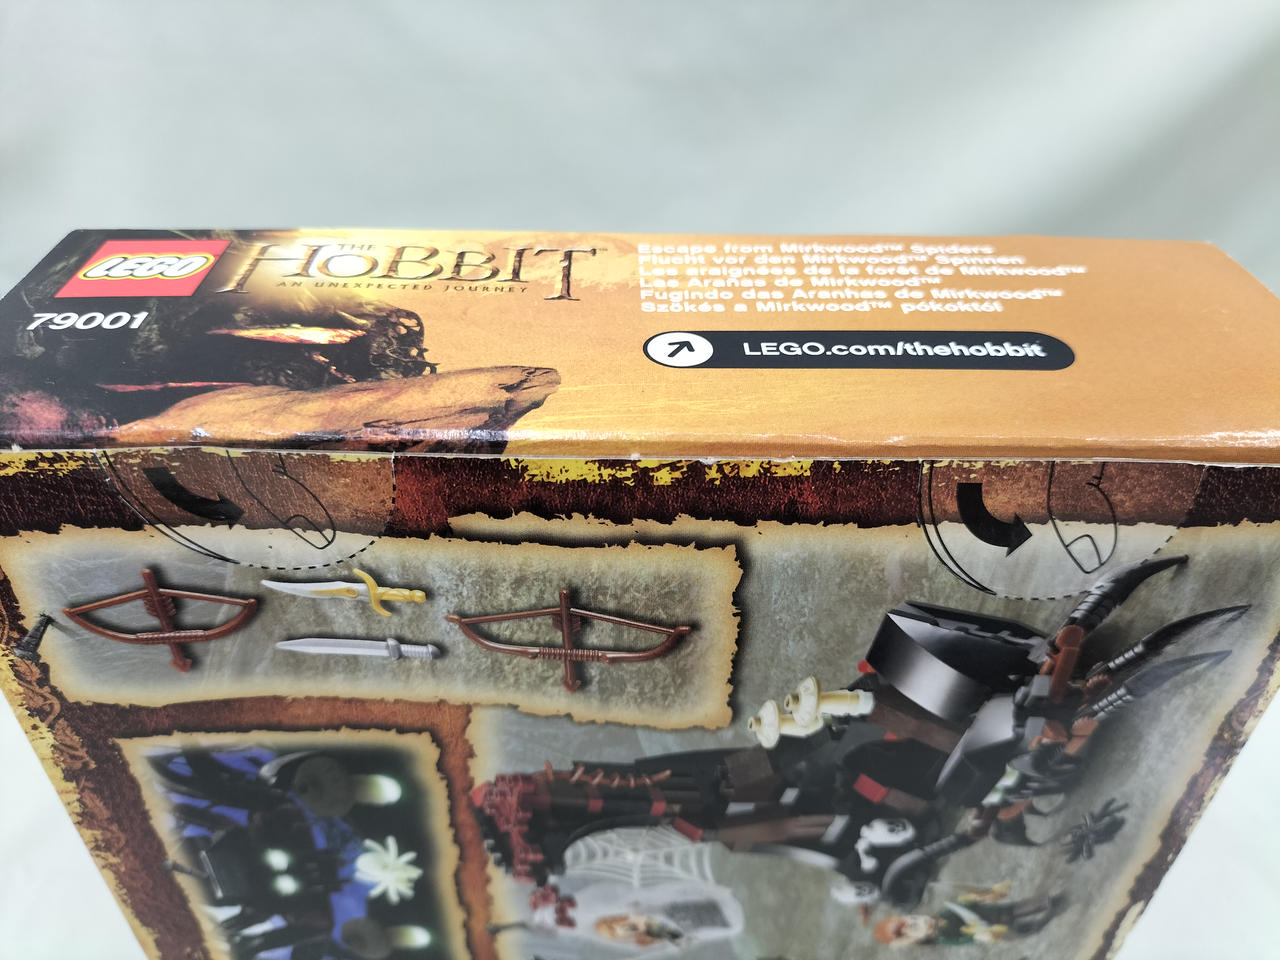 LEGO
THE
HOBBIT™
AN UNEXPECTED JOURNEY
79001
Escape from Mirkwood™ Spiders
Flucht vor den Mirkwood™ Spinnen
Les araignées de la forêt de Mirkwood™
Las Arañas de Mirkwood™
Fugindo das Aranhas de Mirkwood™
Szökés a Mirkwood™ pókoktól
LEGO.com/thehobbit